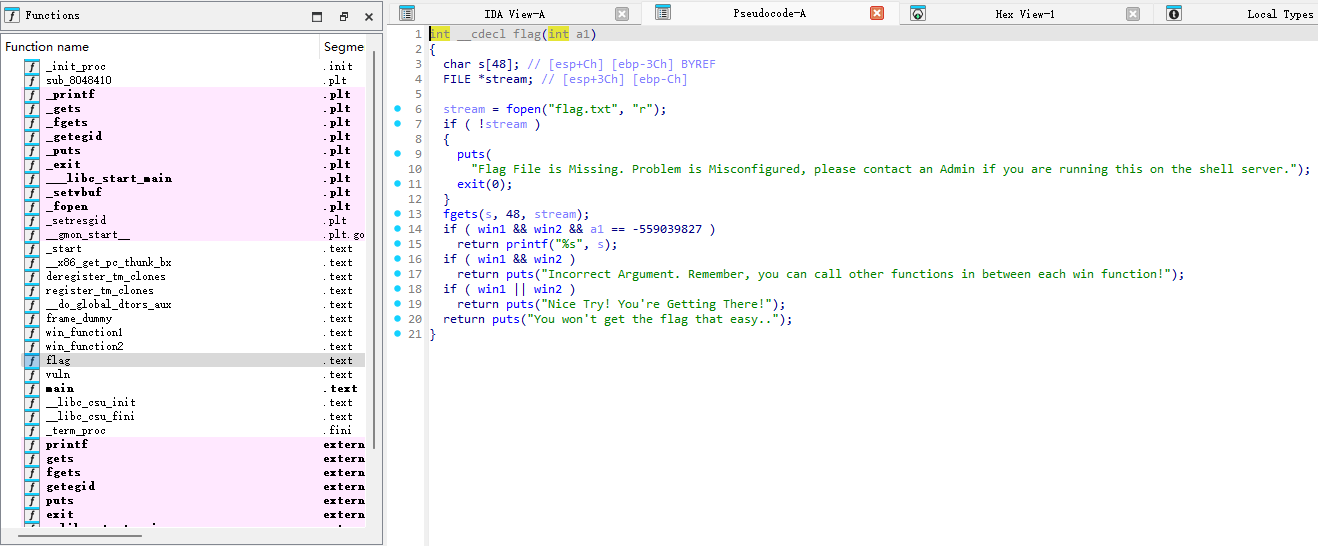 Functions
Function name Segme
_init_proc .init
sub_8048410 .plt
_printf .plt
_gets .plt
_fgets .plt
_getegid .plt
_puts .plt
_exit .plt
___libc_start_main .plt
_setvbuf .plt
_fopen .plt
_setresgid .plt
__gmon_start__ .plt.go
_start .text
__x86_get_pc_thunk_bx .text
deregister_tm_clones .text
register_tm_clones .text
__do_global_dtors_aux .text
frame_dummy .text
win_function1 .text
win_function2 .text
flag .text
vuln .text
main .text
__libc_csu_init .text
__libc_csu_fini .text
_term_proc .fini
printf extern
gets extern
fgets extern
getegid extern
puts extern
exit extern
IDA View-A Pseudocode-A Hex View-1 Local Types
1 int __cdecl flag(int a1)
2 {
3 char s[48]; // [esp+Ch] [ebp-3Ch] BYREF
4 FILE *stream; // [esp+3Ch] [ebp-Ch]
5
6 stream = fopen("flag.txt", "r");
7 if ( !stream )
8 {
9 puts(
10 "Flag File is Missing. Problem is Misconfigured, please contact an Admin if you are running this on the shell server.");
11 exit(0);
12 }
13 fgets(s, 48, stream);
14 if ( win1 && win2 && a1 == -559039827 )
15 return printf("%s", s);
16 if ( win1 && win2 )
17 return puts("Incorrect Argument. Remember, you can call other functions in between each win function!");
18 if ( win1 || win2 )
19 return puts("Nice Try! You're Getting There!");
20 return puts("You won't get the flag that easy..");
21 }